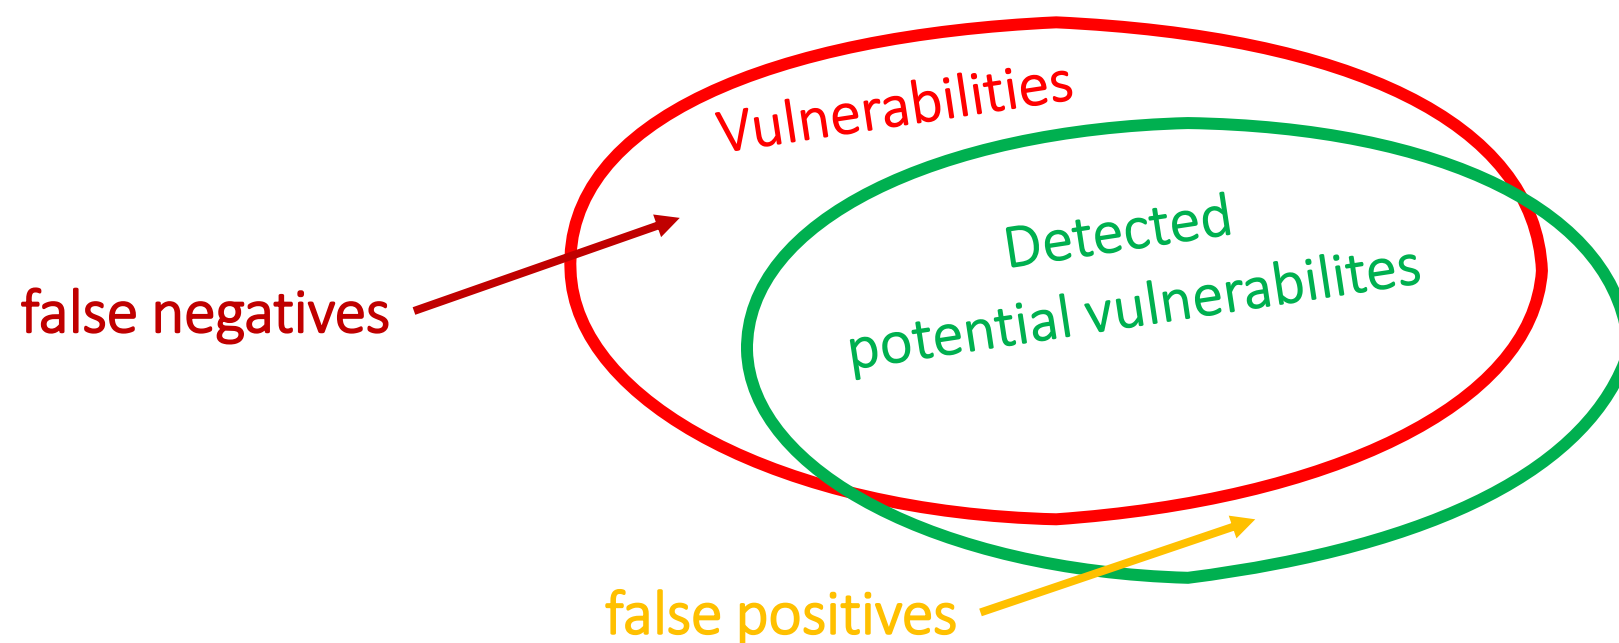 Vulnerabilities
Detected
potential vulnerabilites
false negatives
false positives